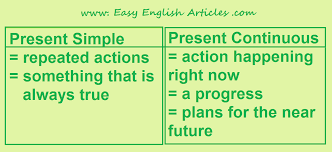 www. Easy English Articles .com
Present Simple
= repeated actions
= something that is
always true
Present Continuous
= action happening
right now
= a progress
= plans for the near
future